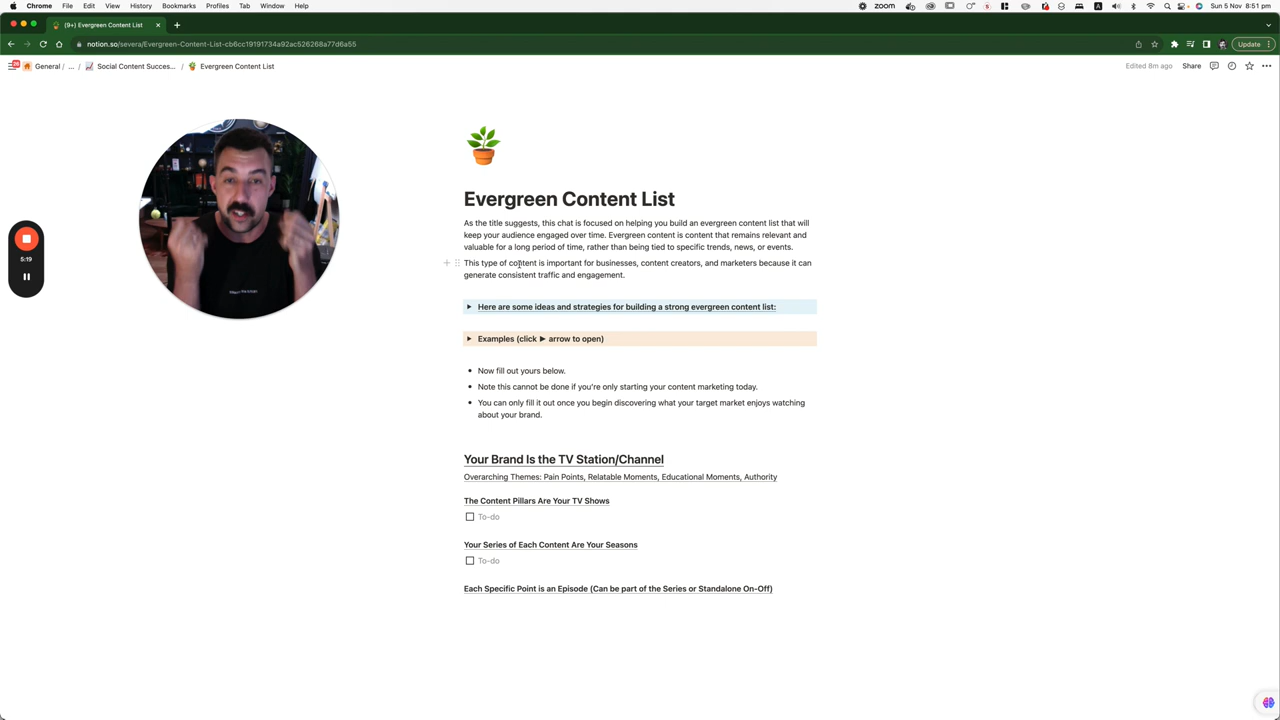 Chrome File Edit View History Bookmarks Profiles Tab Window Help
zoom
A
Sun 5 Nov 8:51 pm
(9+) Evergreen Content List
notion.so/severa/Evergreen-Content-List-cb6cc19191734a92ac526268a77d6a55
Update
General / ... / Social Content Succes... / Evergreen Content List
Edited 8m ago Share
Evergreen Content List
As the title suggests, this chat is focused on helping you build an evergreen content list that will
keep your audience engaged over time. Evergreen content is content that remains relevant and
valuable for a long period of time, rather than being tied to specific trends, news, or events.
This type of content is important for businesses, content creators, and marketers because it can
generate consistent traffic and engagement.
5:19
Here are some ideas and strategies for building a strong evergreen content list:
Examples (click ► arrow to open)
Now fill out yours below.
Note this cannot be done if you're only starting your content marketing today.
You can only fill it out once you begin discovering what your target market enjoys watching
about your brand.
Your Brand Is the TV Station/Channel
Overarching Themes: Pain Points, Relatable Moments, Educational Moments, Authority
The Content Pillars Are Your TV Shows
To-do
Your Series of Each Content Are Your Seasons
To-do
Each Specific Point is an Episode (Can be part of the Series or Standalone On-Off)